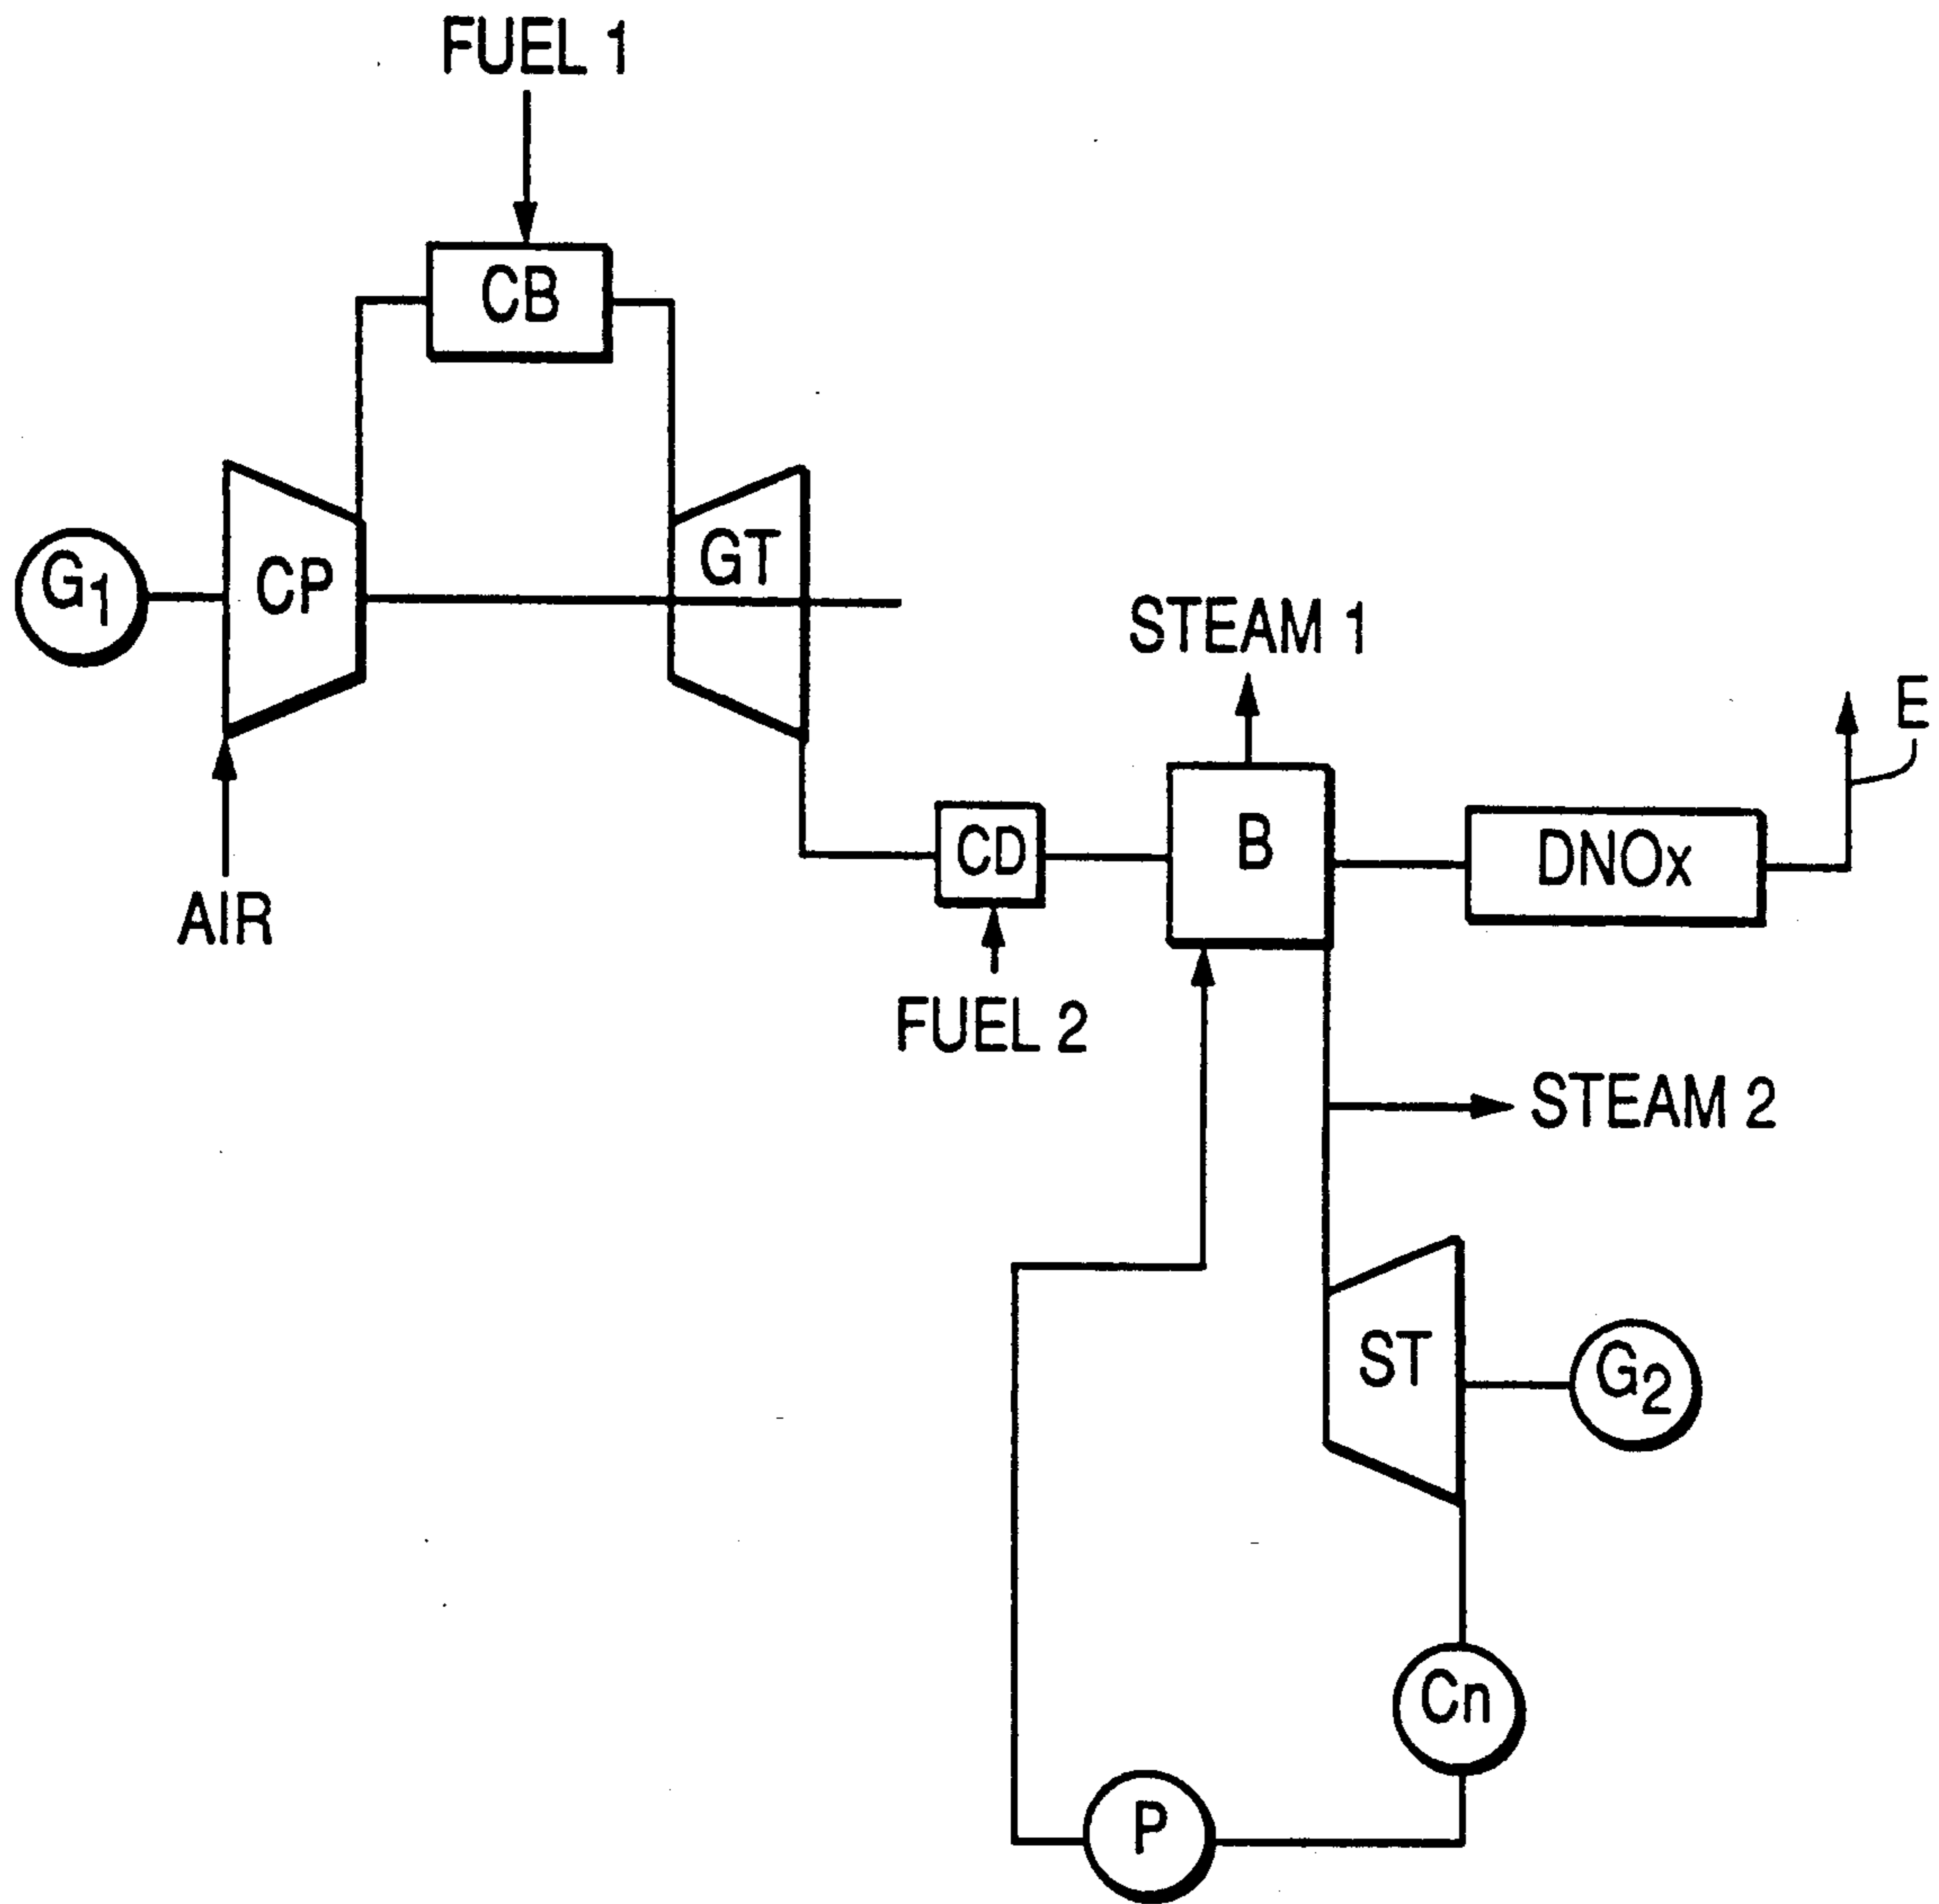 FUEL 1
CB
G1
CP
GT
AIR
STEAM 1
E
CD
B
DNOx
FUEL 2
STEAM 2
ST
G2
Cn
P